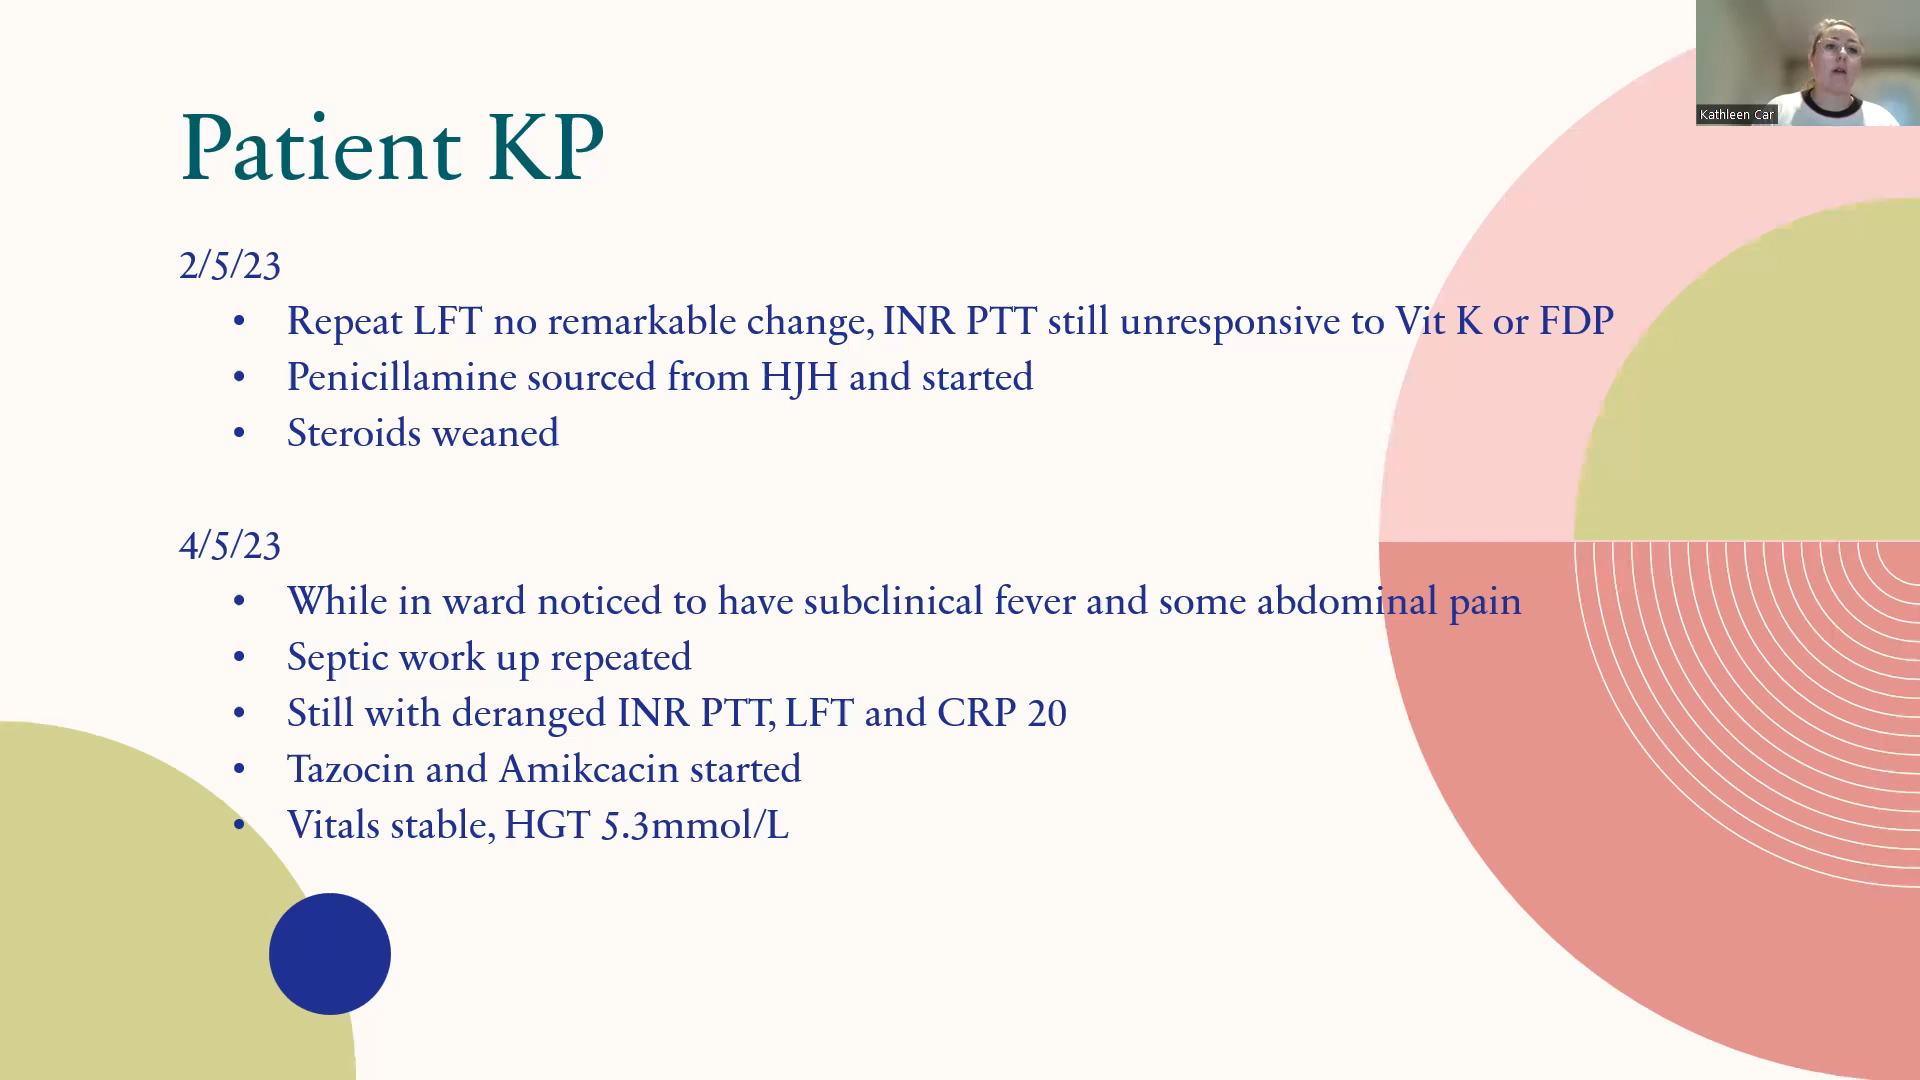 Kathleen Car
Patient KP
2/5/23
• Repeat LFT no remarkable change, INR PTT still unresponsive to Vit K or FDP
• Penicillamine sourced from HJH and started
• Steroids weaned
4/5/23
• While in ward noticed to have subclinical fever and some abdominal pain
• Septic work up repeated
• Still with deranged INR PTT, LFT and CRP 20
• Tazocin and Amikcacin started
• Vitals stable, HGT 5.3mmol/L